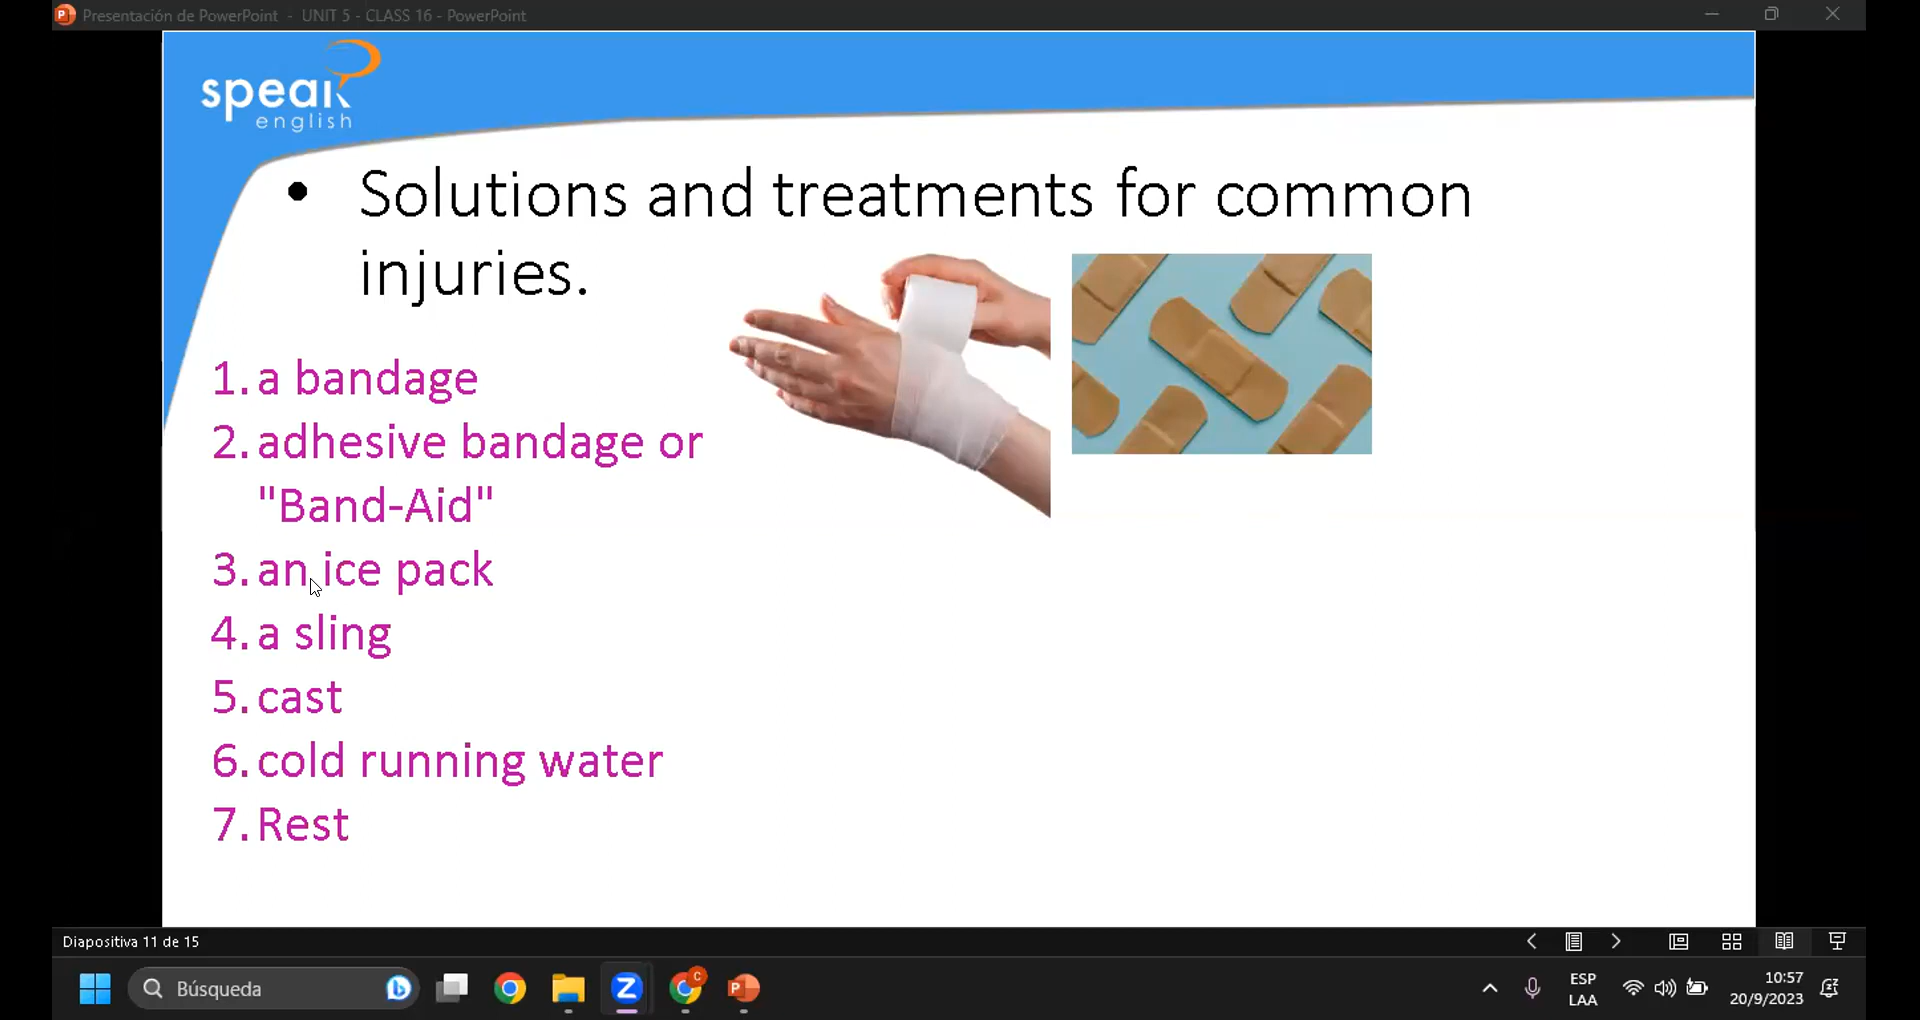 Presentación de PowerPoint - UNIT 5 - CLASS 16 - PowerPoint
speak
english
• Solutions and treatments for common
injuries.
1. a bandage
2. adhesive bandage or
"Band-Aid"
3. an ice pack
4. a sling
5. cast
6. cold running water
7. Rest
Diapositiva 11 de 15
Búsqueda
ESP
LAA
10:57
20/9/2023